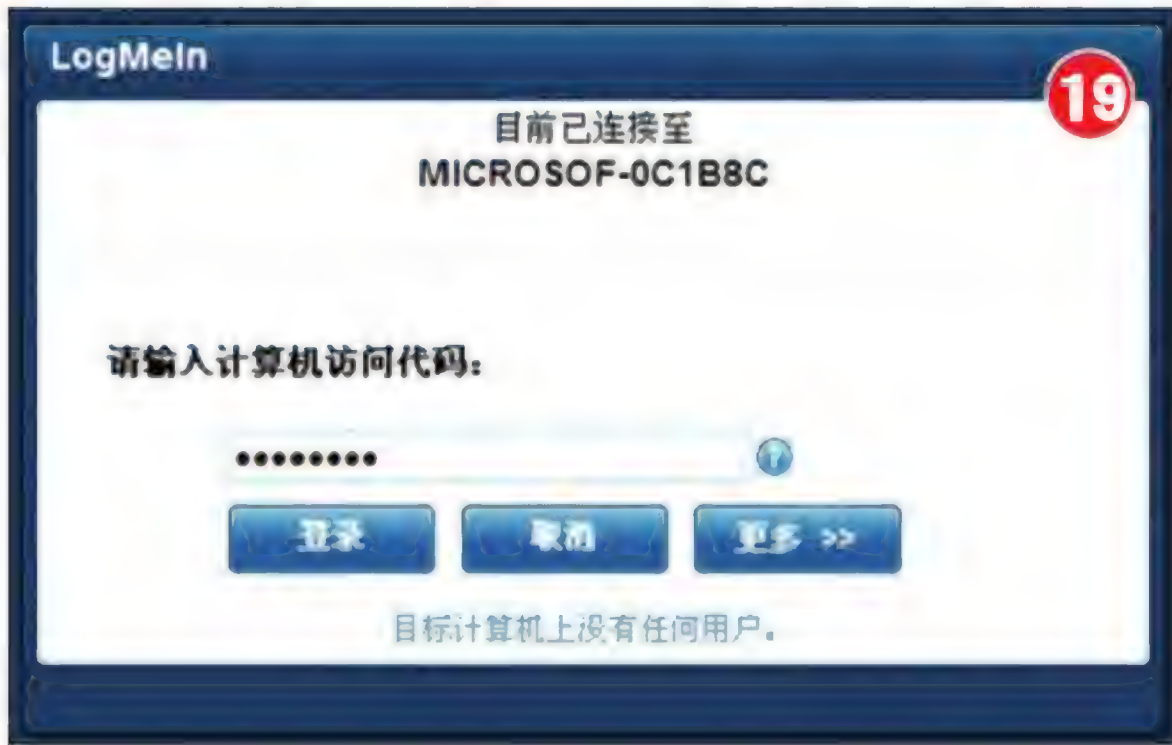 LogMeIn
19
目前已连接至
MICROSOF-0C1B8C
请输入计算机访问代码：
••••••••
?
登录 取消 更多 >>
目标计算机上没有任何用户。